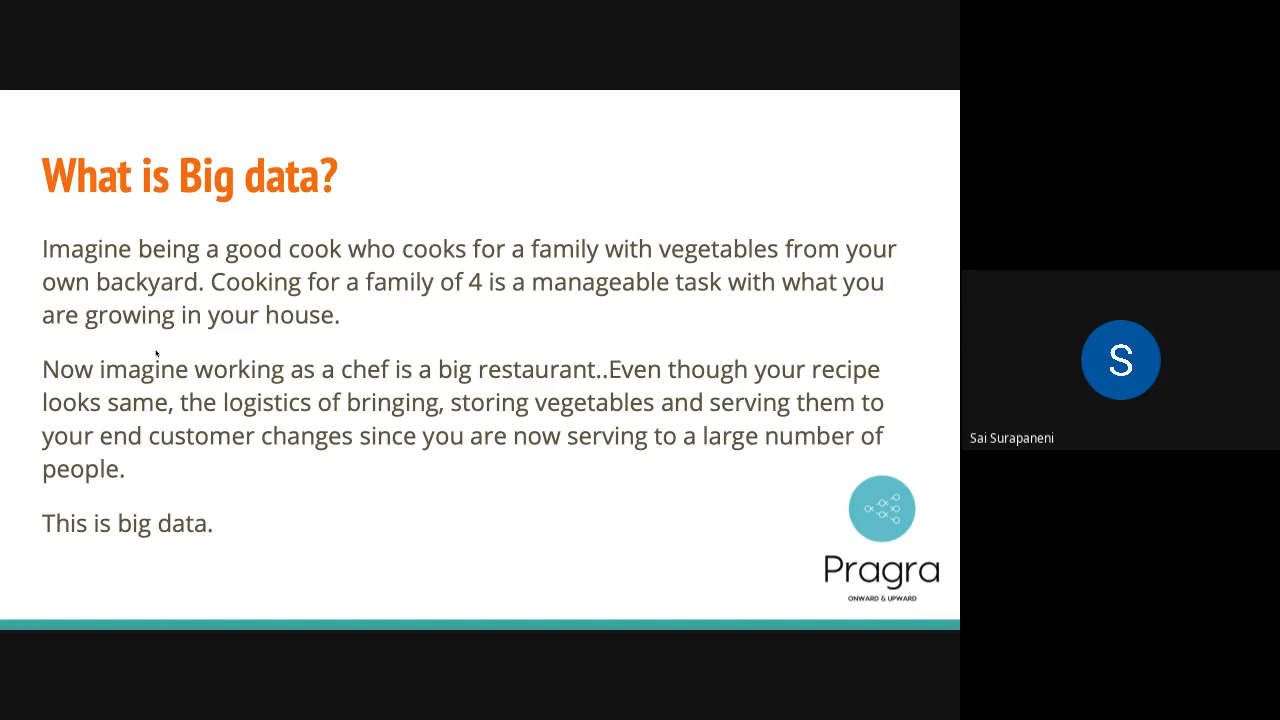 What is Big data?
Imagine being a good cook who cooks for a family with vegetables from your
own backyard. Cooking for a family of 4 is a manageable task with what you
are growing in your house.
Now imagine working as a chef is a big restaurant..Even though your recipe
looks same, the logistics of bringing, storing vegetables and serving them to
your end customer changes since you are now serving to a large number of
people.
This is big data.
Pragra
ONWARD & UPWARD
S
Sai Surapaneni